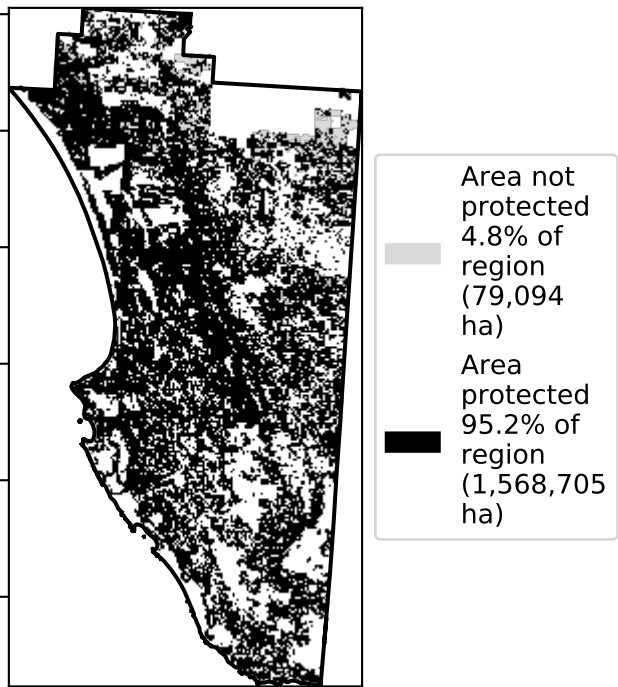 Area not
protected
4.8% of
region
(79,094
ha)
Area
protected
95.2% of
region
(1,568,705
ha)